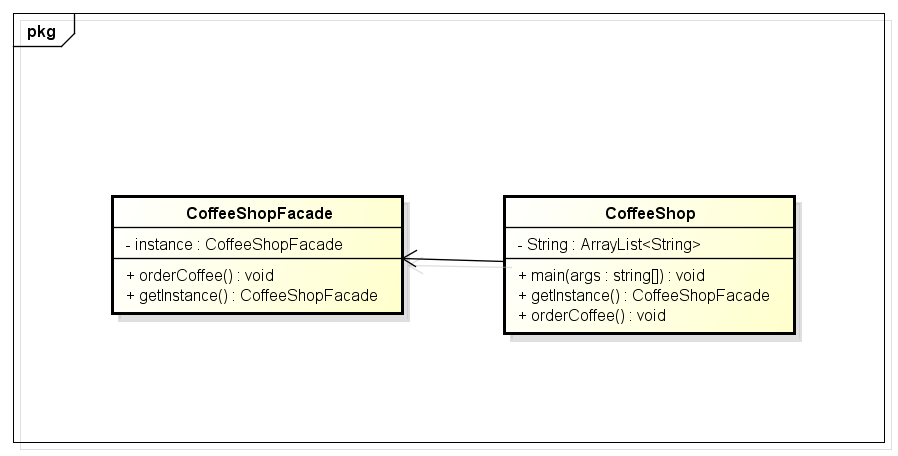 pkg
CoffeeShopFacade
- instance : CoffeeShopFacade
+ orderCoffee() : void
+ getInstance() : CoffeeShopFacade
CoffeeShop
- String : ArrayList<String>
+ main(args : string[]) : void
+ getInstance() : CoffeeShopFacade
+ orderCoffee() : void